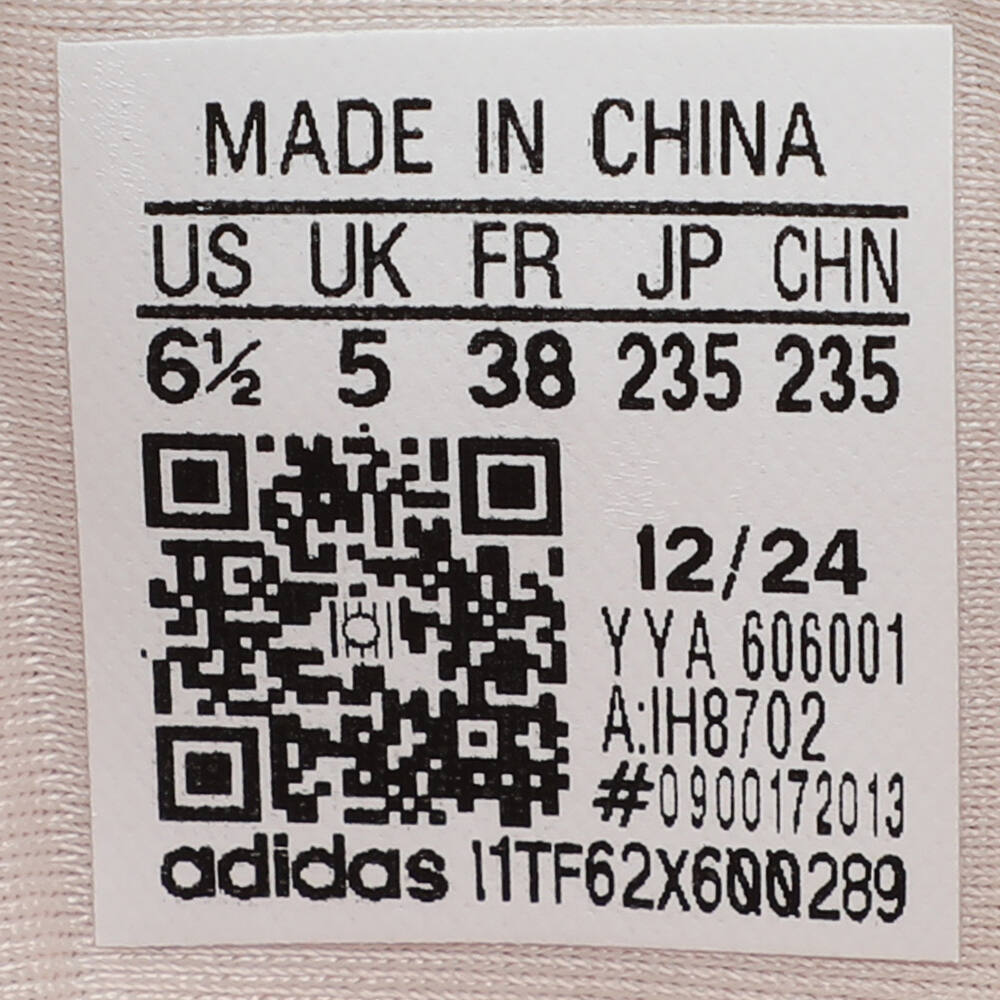 MADE IN CHINA
US UK FR JP CHN
6½ 5 38 235 235
12/24
YYA 606001
A:IH8702
#0900172013
adidas I1TF62X600289